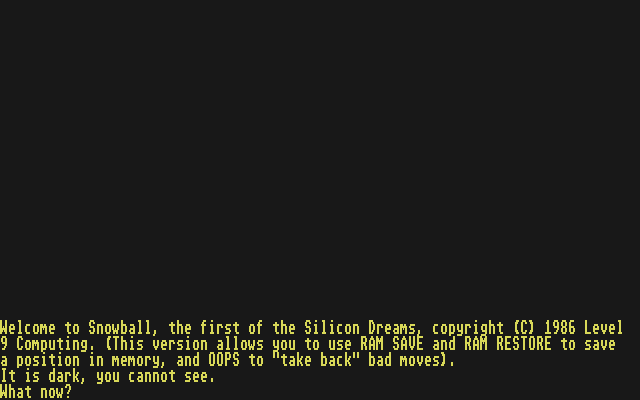 Welcome to Snowball, the first of the Silicon Dreams, copyright (C) 1986 Level
9 Computing. (This version allows you to use RAM SAVE and RAM RESTORE to save
a position in memory, and OOPS to "take back" bad moves).
It is dark, you cannot see.
What now?